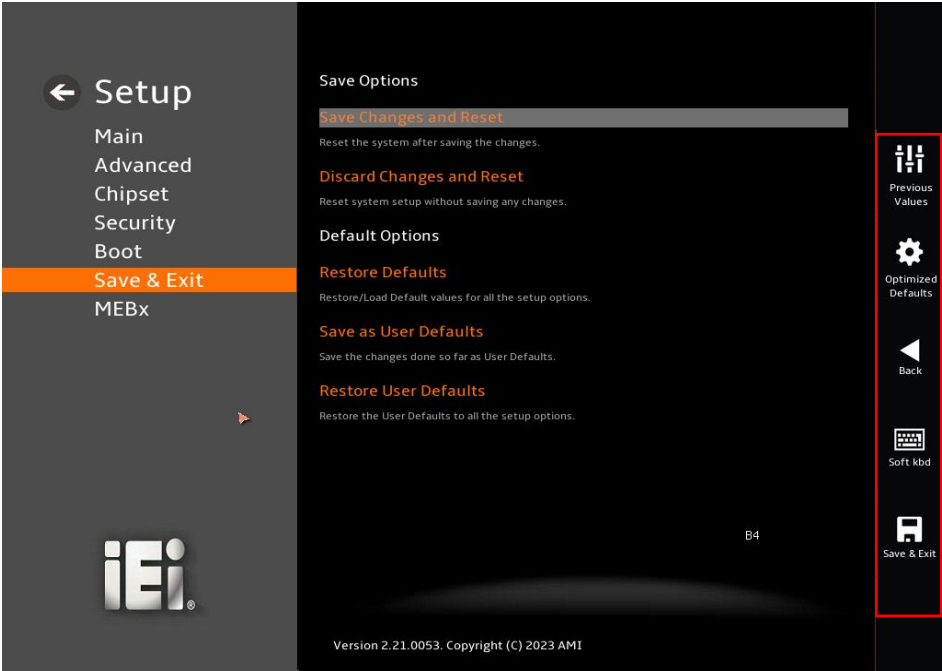 Setup
Main
Advanced
Chipset
Security
Boot
Save & Exit
MEBx
iEi®
Save Options
Save Changes and Reset
Reset the system after saving the changes.
Discard Changes and Reset
Reset system setup without saving any changes.
Default Options
Restore Defaults
Restore/Load Default values for all the setup options.
Save as User Defaults
Save the changes done so far as User Defaults.
Restore User Defaults
Restore the User Defaults to all the setup options.
B4
Version 2.21.0053. Copyright (C) 2023 AMI
Previous
Values
Optimized
Defaults
Back
Soft kbd
Save & Exit